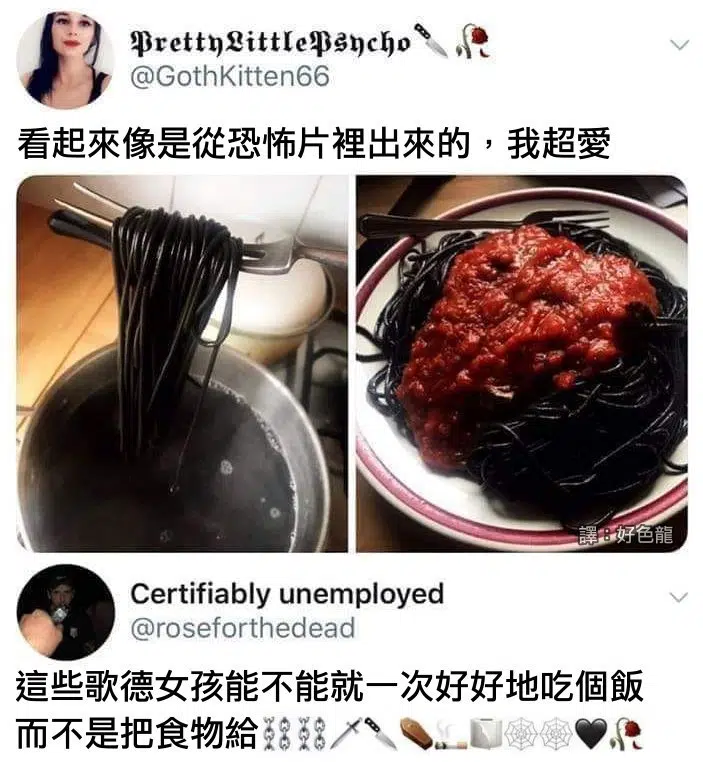 𝕻𝖗𝖊𝖙𝖙𝖞𝕷𝖎𝖙𝖙𝖑𝖊𝕻𝖘𝖞𝖈𝖍𝖔🔪🥀
@GothKitten66
看起來像是從恐怖片裡出來的，我超愛
譯：好色龍
Certifiably unemployed
@roseforthedead
這些歌德女孩能不能就一次好好地吃個飯
而不是把食物給⛓⛓🗡🔪⚰🚬🧻🕸🕸🖤🥀